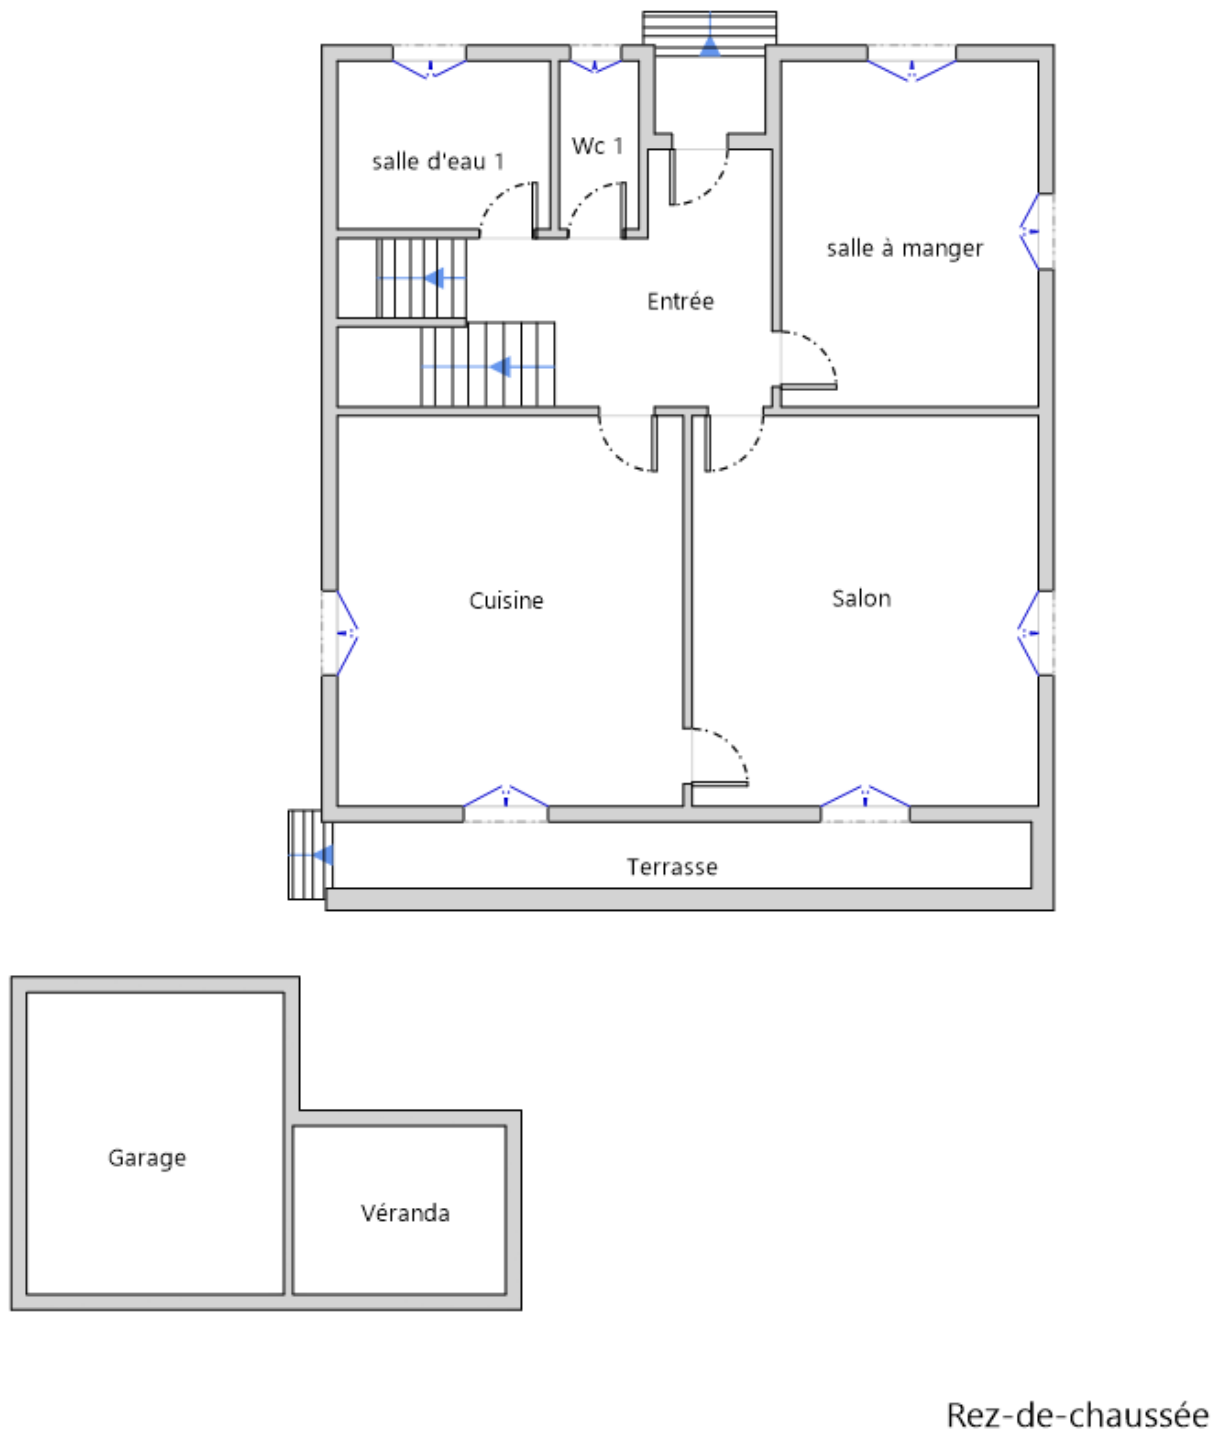 Wc 1
salle d'eau 1
salle à manger
Entrée
Cuisine
Salon
Terrasse
Garage
Véranda
Rez-de-chaussée